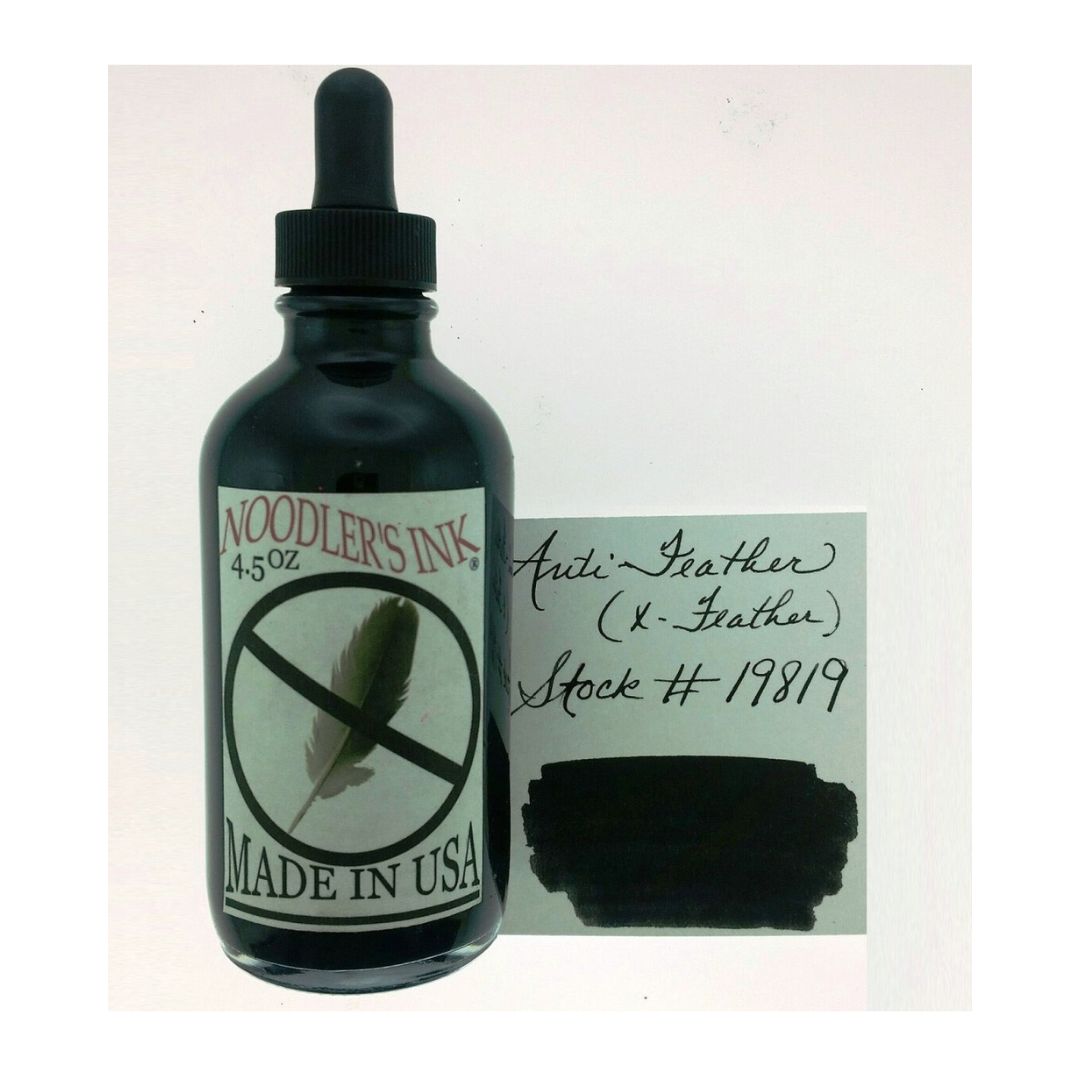 NOODLER'S INK®
4.5 OZ
MADE IN USA
Anti-Feather
(X-Feather)
Stock # 19819